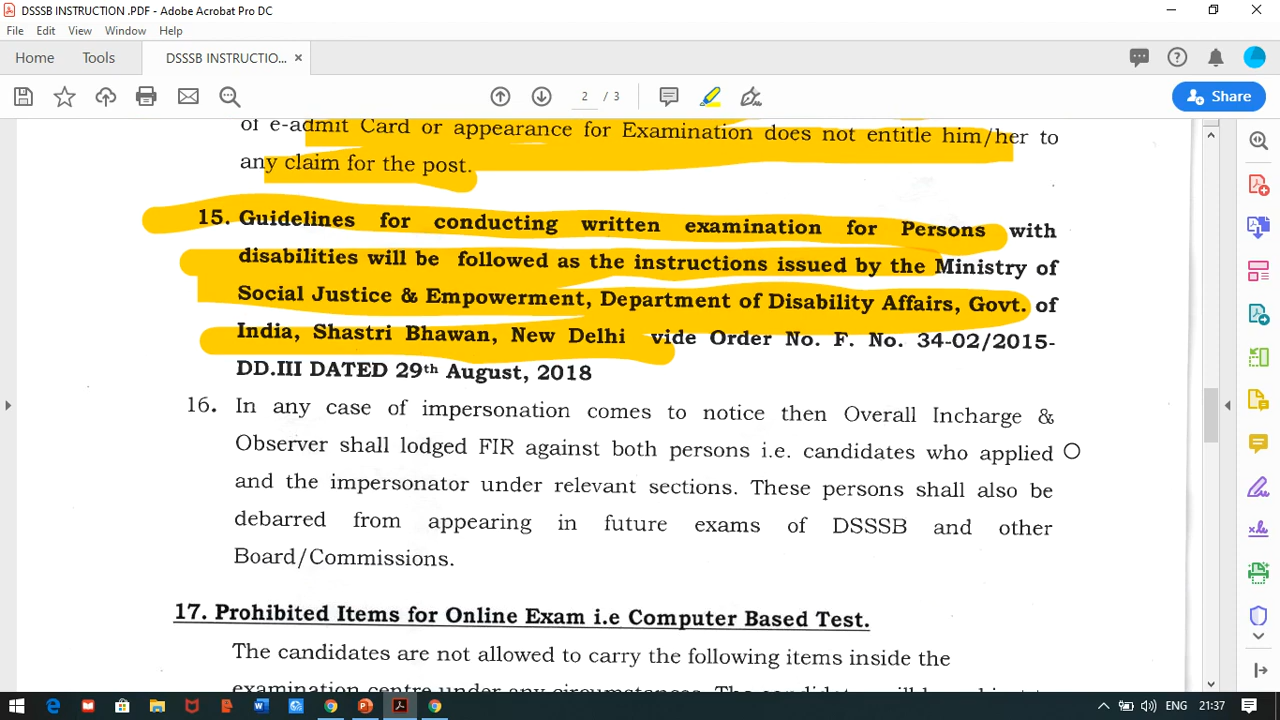 DSSSB INSTRUCTION .PDF - Adobe Acrobat Pro DC
File Edit View Window Help
Home Tools DSSSB INSTRUCTIO... ×
2 / 3 Share
of e-admit Card or appearance for Examination does not entitle him/her to
any claim for the post.
15. Guidelines for conducting written examination for Persons with
disabilities will be followed as the instructions issued by the Ministry of
Social Justice & Empowerment, Department of Disability Affairs, Govt. of
India, Shastri Bhawan, New Delhi vide Order No. F. No. 34-02/2015-
DD.III DATED 29th August, 2018
16. In any case of impersonation comes to notice then Overall Incharge &
Observer shall lodged FIR against both persons i.e. candidates who applied
and the impersonator under relevant sections. These persons shall also be
debarred from appearing in future exams of DSSSB and other
Board/Commissions.
17. Prohibited Items for Online Exam i.e Computer Based Test.
The candidates are not allowed to carry the following items inside the
examination centre under any circumstances. The
ENG 21:37